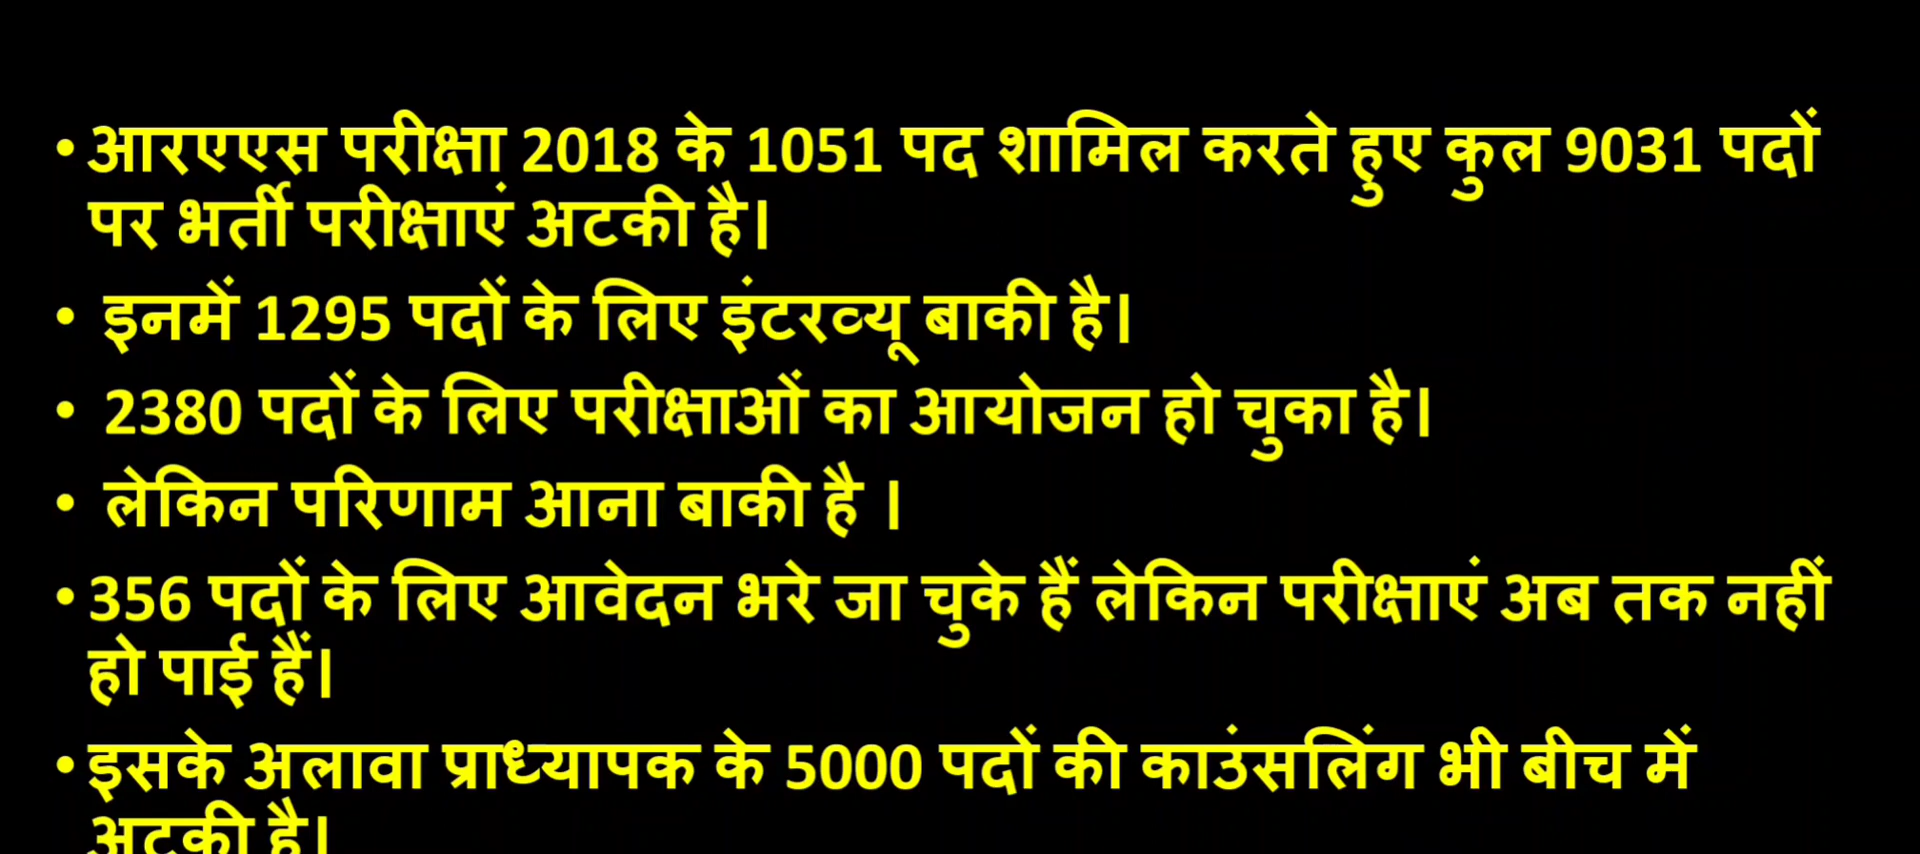 • आरएएस परीक्षा 2018 के 1051 पद शामिल करते हुए कुल 9031 पदों
पर भर्ती परीक्षाएं अटकी है।
• इनमें 1295 पदों के लिए इंटरव्यू बाकी है।
• 2380 पदों के लिए परीक्षाओं का आयोजन हो चुका है।
• लेकिन परिणाम आना बाकी है ।
• 356 पदों के लिए आवेदन भरे जा चुके हैं लेकिन परीक्षाएं अब तक नहीं
हो पाई हैं।
• इसके अलावा प्राध्यापक के 5000 पदों की काउंसलिंग भी बीच में
अटकी है।